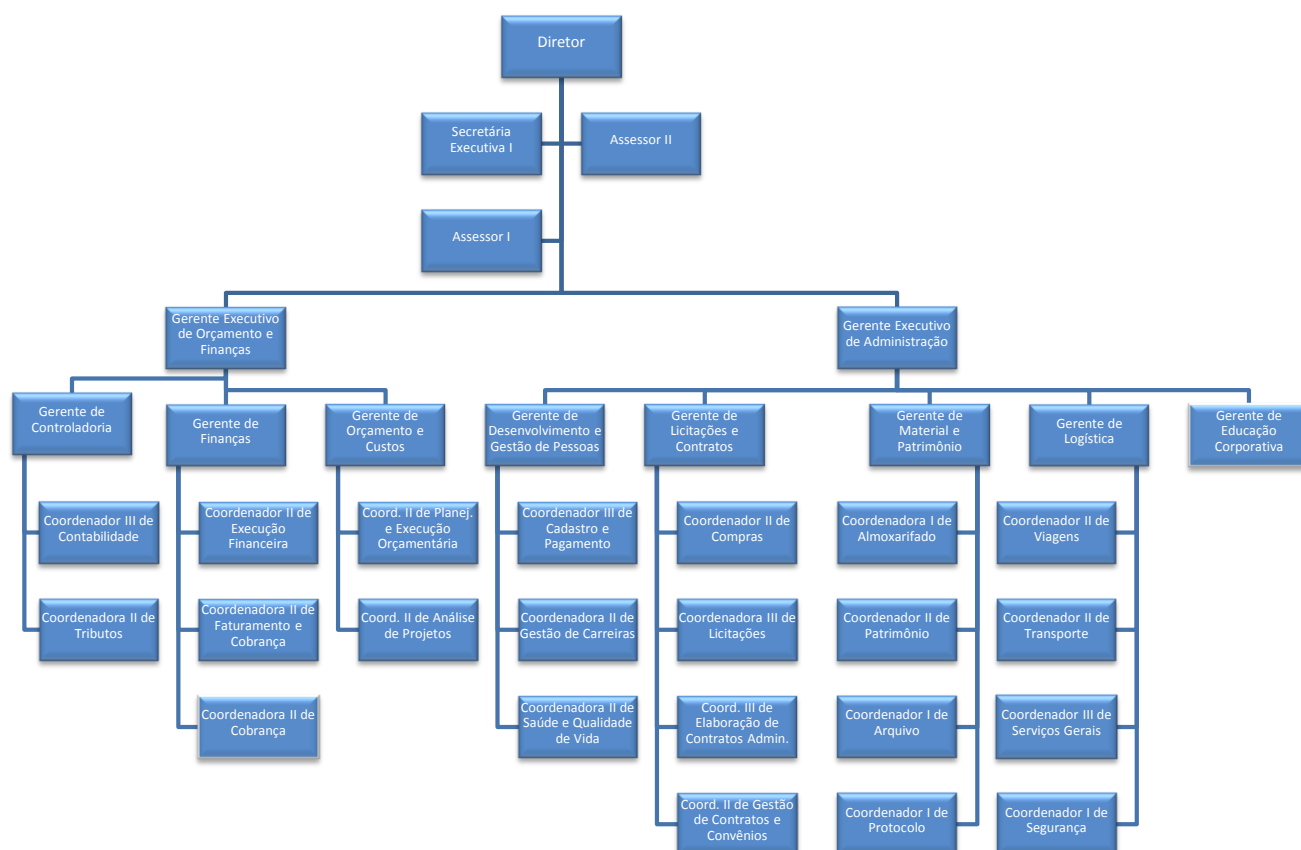 Diretor
Secretária
Executiva I
Assessor II
Assessor I
Gerente Executivo
de Orçamento e
Finanças
Gerente Executivo
de Administração
Gerente de
Controladoria
Gerente de
Finanças
Gerente de
Orçamento e
Custos
Gerente de
Desenvolvimento e
Gestão de Pessoas
Gerente de
Licitações e
Contratos
Gerente de
Material e
Patrimônio
Gerente de
Logística
Gerente de
Educação
Corporativa
Coordenador III de
Contabilidade
Coordenador II de
Execução
Financeira
Coord. II de Planej.
e Execução
Orçamentária
Coordenador III de
Cadastro e
Pagamento
Coordenador II de
Compras
Coordenadora I de
Almoxarifado
Coordenador II de
Viagens
Coordenadora II de
Tributos
Coordenadora II de
Faturamento e
Cobrança
Coord. II de Análise
de Projetos
Coordenadora II de
Gestão de Carreiras
Coordenadora III de
Licitações
Coordenador II de
Patrimônio
Coordenador II de
Transporte
Coordenadora II de
Cobrança
Coordenadora II de
Saúde e Qualidade
de Vida
Coord. III de
Elaboração de
Contratos Admin.
Coordenador I de
Arquivo
Coordenador III de
Serviços Gerais
Coord. II de Gestão
de Contratos e
Convênios
Coordenador I de
Protocolo
Coordenador I de
Segurança